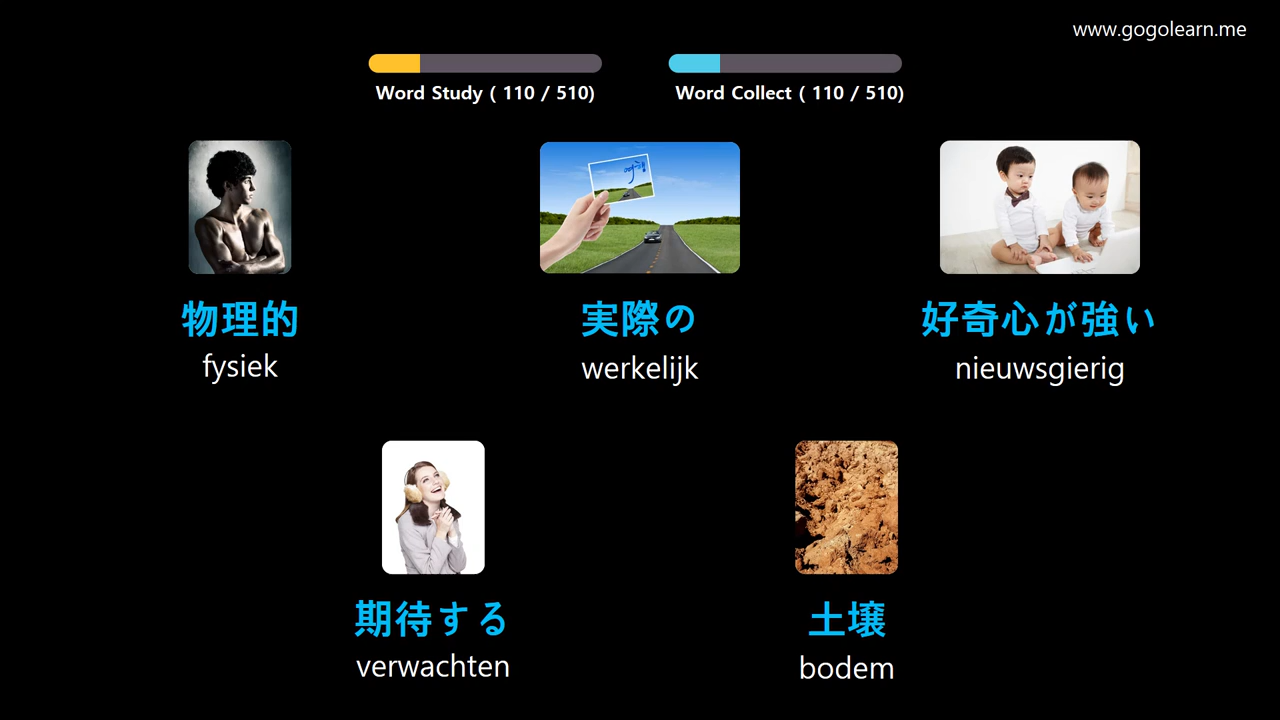 www.gogolearn.me
Word Study ( 110 / 510)
Word Collect ( 110 / 510)
物理的
fysiek
実際の
werkelijk
好奇心が強い
nieuwsgierig
期待する
verwachten
土壌
bodem